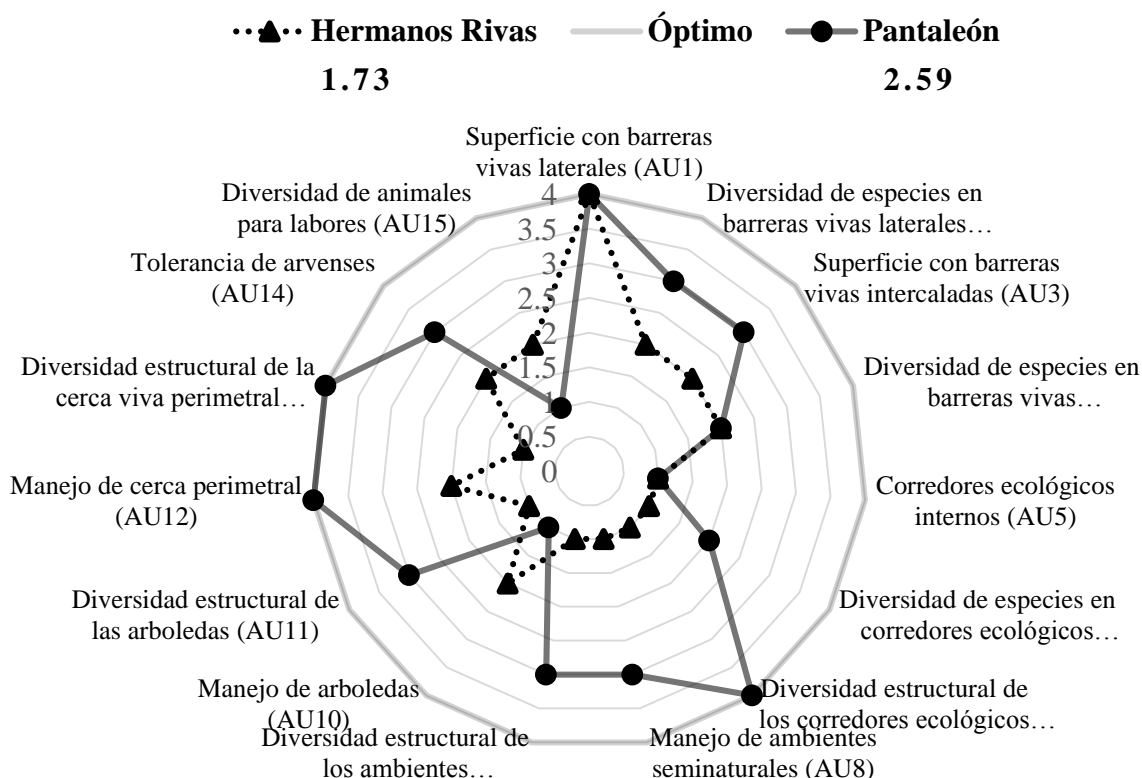 Hermanos Rivas Óptimo Pantaleón
1.73 2.59
Superficie con barreras
vivas laterales (AU1)
Diversidad de especies en
barreras vivas laterales…
Superficie con barreras
vivas intercaladas (AU3)
Diversidad de especies en
barreras vivas…
Corredores ecológicos
internos (AU5)
Diversidad de especies en
corredores ecológicos…
Diversidad estructural de
los corredores ecológicos…
Manejo de ambientes
seminaturales (AU8)
Diversidad estructural de
los ambientes…
Manejo de arboledas
(AU10)
Diversidad estructural de
las arboledas (AU11)
Manejo de cerca perimetral
(AU12)
Diversidad estructural de la
cerca viva perimetral…
Tolerancia de arvenses
(AU14)
Diversidad de animales
para labores (AU15)
4
3.5
3
2.5
2
1.5
1
0.5
0